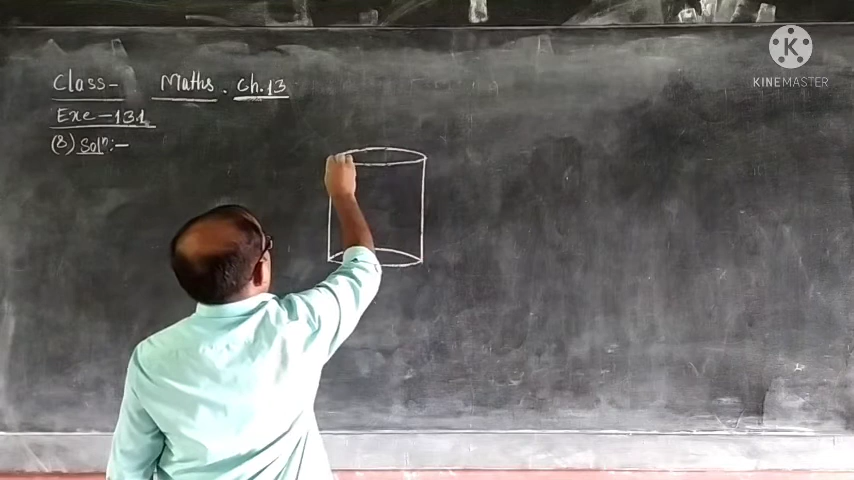 Class- Maths. Ch.13
Exe-13.1
(8) Solⁿ:-
K
KINEMASTER